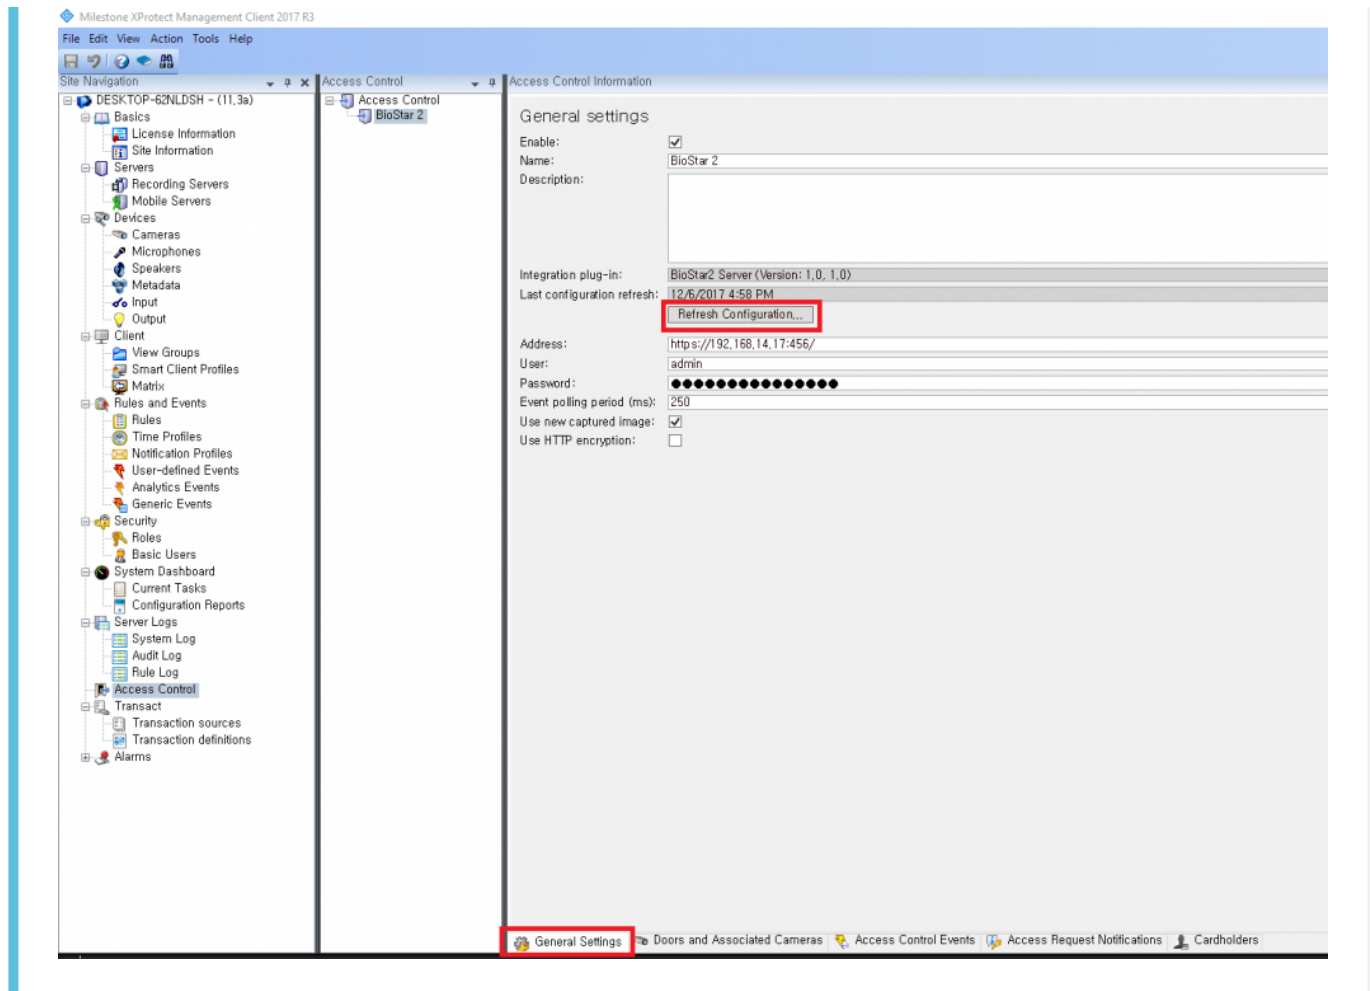 Milestone XProtect Management Client 2017 R3
File Edit View Action Tools Help
Site Navigation
DESKTOP-62NLDSH - (11.3a)
Basics
License Information
Site Information
Servers
Recording Servers
Mobile Servers
Devices
Cameras
Microphones
Speakers
Metadata
Input
Output
Client
View Groups
Smart Client Profiles
Matrix
Rules and Events
Rules
Time Profiles
Notification Profiles
User-defined Events
Analytics Events
Generic Events
Security
Roles
Basic Users
System Dashboard
Current Tasks
Configuration Reports
Server Logs
System Log
Audit Log
Rule Log
Access Control
Transact
Transaction sources
Transaction definitions
Alarms
Access Control
Access Control
BioStar 2
Access Control Information
General settings
Enable:
Name: BioStar 2
Description:
Integration plug-in: BioStar2 Server (Version: 1.0, 1.0)
Last configuration refresh: 12/6/2017 4:58 PM
Refresh Configuration...
Address: https://192.168.14.17:456/
User: admin
Password: ●●●●●●●●●●●●●●●
Event polling period (ms): 250
Use new captured image:
Use HTTP encryption:
General Settings Doors and Associated Cameras Access Control Events Access Request Notifications Cardholders